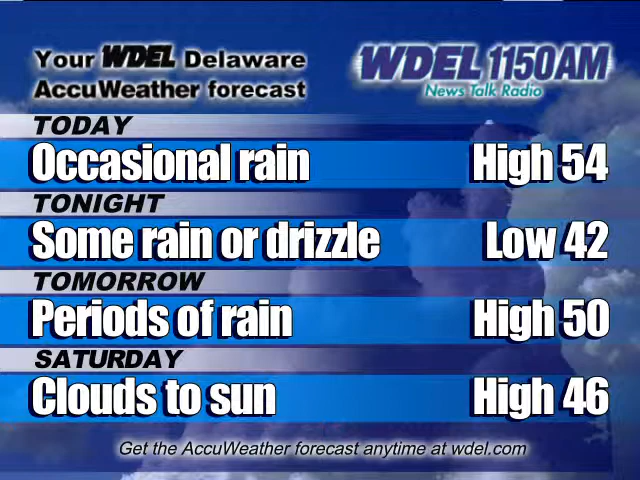 Your WDEL Delaware
AccuWeather forecast
WDEL 1150AM
News Talk Radio
TODAY
Occasional rain High 54
TONIGHT
Some rain or drizzle Low 42
TOMORROW
Periods of rain High 50
SATURDAY
Clouds to sun High 46
Get the AccuWeather forecast anytime at wdel.com